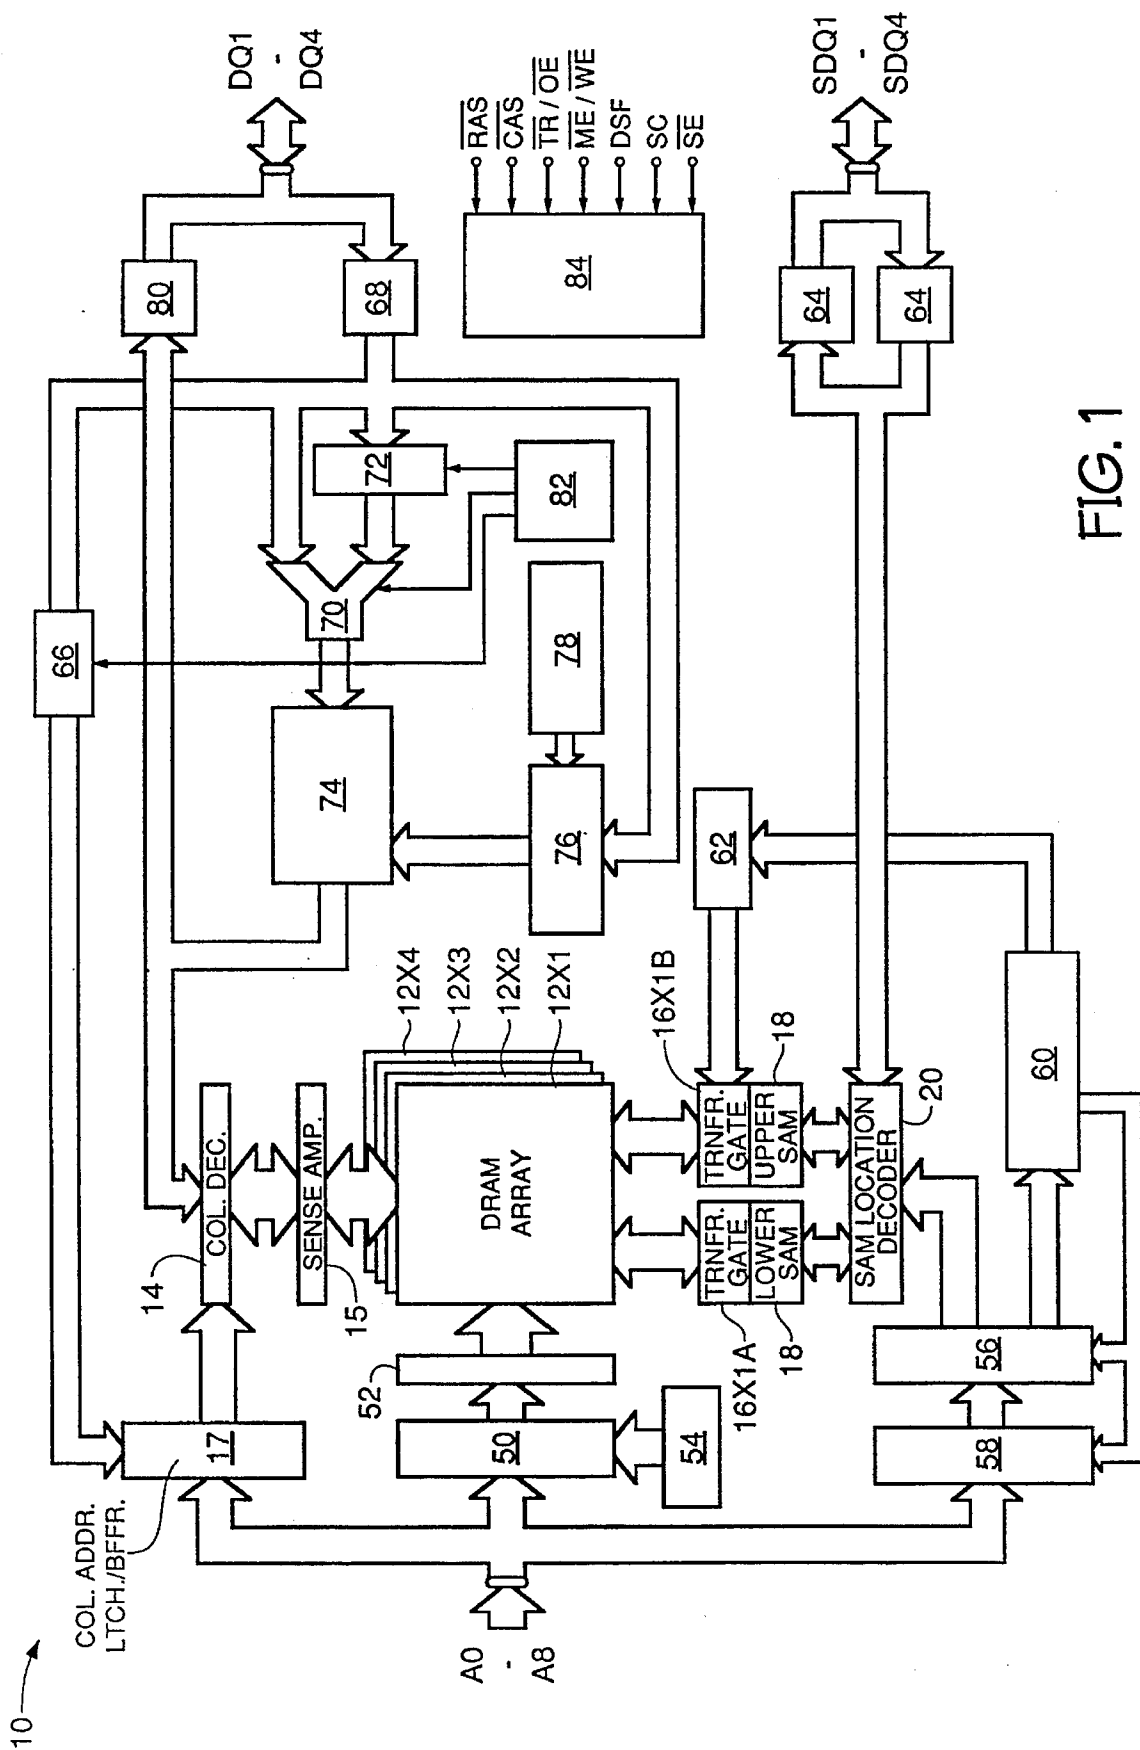 10
COL. ADDR.
LTCH./BFFR.
17
14
COL. DEC.
66
80
DQ1
-
DQ4
SENSE AMP.
15
74
70
72
68
12X4
12X3
12X2
12X1
A0
-
A8
50
52
54
DRAM
ARRAY
76
78
82
84
RAS
CAS
TR / OE
ME / WE
DSF
SC
SE
16X1A
TRNFR.
GATE
LOWER
SAM
18
16X1B
TRNFR.
GATE
UPPER
SAM
18
62
SAM LOCATION
DECODER
20
64
64
SDQ1
-
SDQ4
58
56
60
FIG. 1